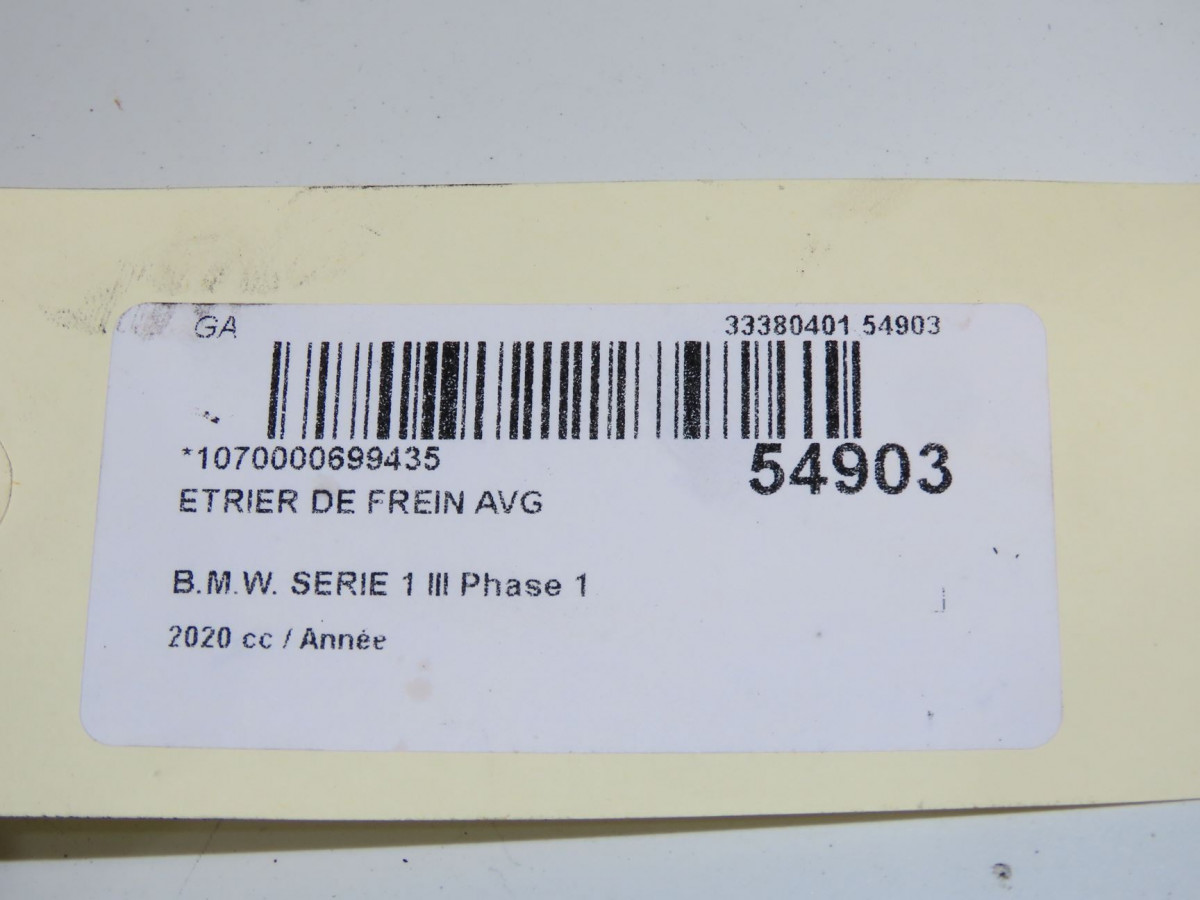 GA 33380401 54903
*1070000699435 54903
ETRIER DE FREIN AVG
B.M.W. SERIE 1 III Phase 1
2020 cc / Année